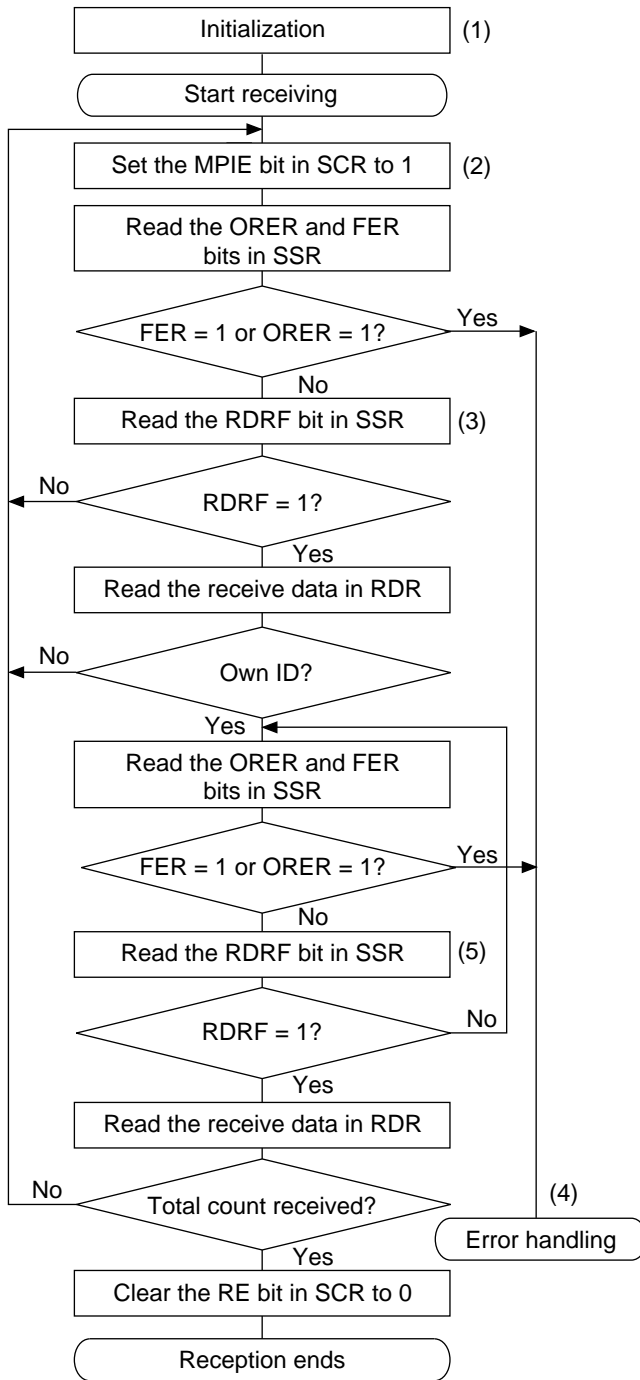 Initialization
(1)
Start receiving
Set the MPIE bit in SCR to 1
(2)
Read the ORER and FER
bits in SSR
FER = 1 or ORER = 1?
Yes
No
Read the RDRF bit in SSR
(3)
No
RDRF = 1?
Yes
Read the receive data in RDR
No
Own ID?
Yes
Read the ORER and FER
bits in SSR
FER = 1 or ORER = 1?
Yes
No
Read the RDRF bit in SSR
(5)
RDRF = 1?
No
Yes
Read the receive data in RDR
No
Total count received?
(4)
Error handling
Yes
Clear the RE bit in SCR to 0
Reception ends